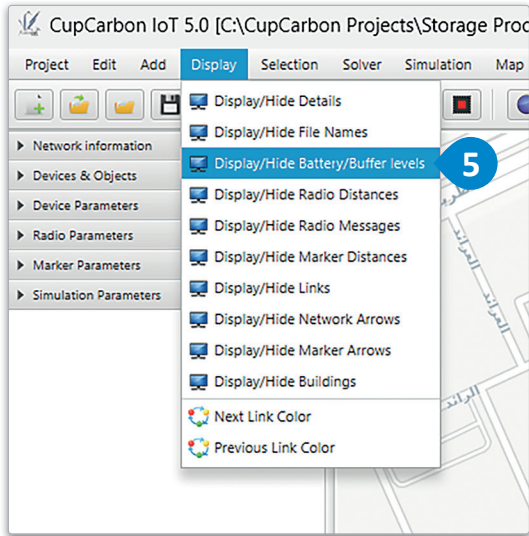 CupCarbon IoT 5.0 [C:\CupCarbon Projects\Storage Proc
Project Edit Add Display Selection Solver Simulation Map
Display/Hide Details
Display/Hide File Names
Display/Hide Battery/Buffer levels
5
Display/Hide Radio Distances
Display/Hide Radio Messages
Display/Hide Marker Distances
Display/Hide Links
Display/Hide Network Arrows
Display/Hide Marker Arrows
Display/Hide Buildings
Next Link Color
Previous Link Color
Network information
Devices & Objects
Device Parameters
Radio Parameters
Marker Parameters
Simulation Parameters
العرائد
العرائد